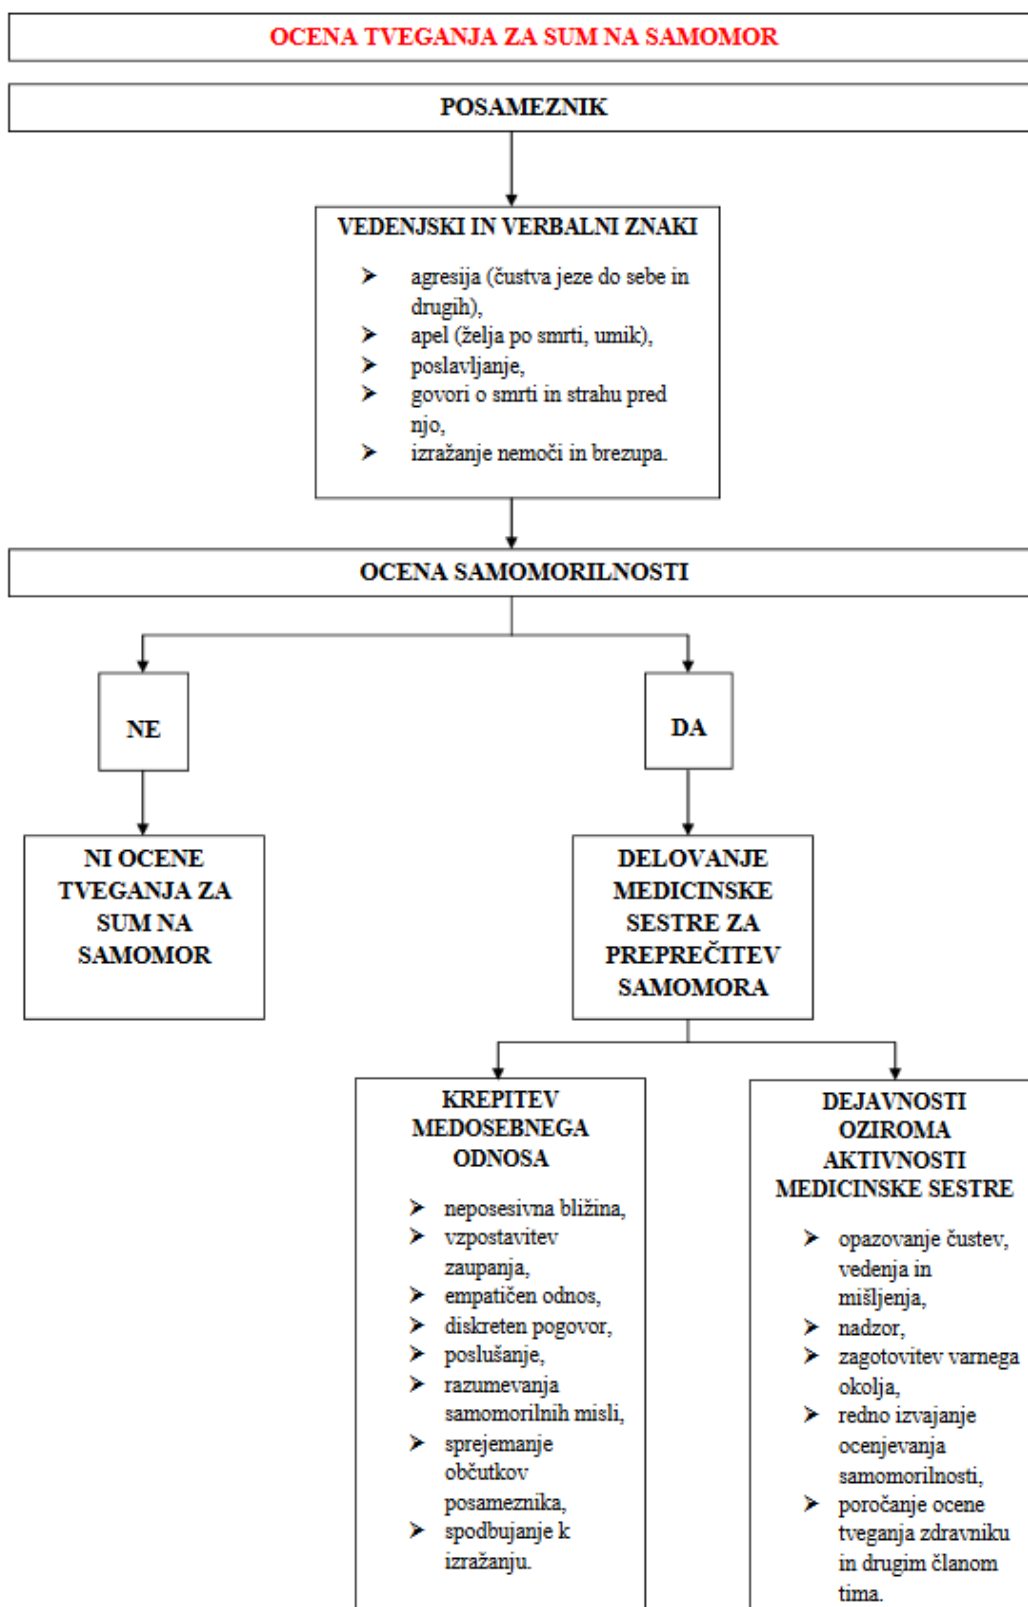 OCENA TVEGANJA ZA SUM NA SAMOMOR
POSAMEZNIK
VEDENJSKI IN VERBALNI ZNAKI
➢ agresija (čustva jeze do sebe in
drugih),
➢ apel (želja po smrti, umik),
➢ poslavljanje,
➢ govori o smrti in strahu pred
njo,
➢ izražanje nemoči in brezupa.
OCENA SAMOMORILNOSTI
NE
DA
NI OCENE
TVEGANJA ZA
SUM NA
SAMOMOR
DELOVANJE
MEDICINSKE
SESTRE ZA
PREPREČITEV
SAMOMORA
KREPITEV
MEDOSEBNEGA
ODNOSA
➢ neposesivna bližina,
➢ vzpostavitev
zaupanja,
➢ empatičen odnos,
➢ diskreten pogovor,
➢ poslušanje,
➢ razumevanja
samomorilnih misli,
➢ sprejemanje
občutkov
posameznika,
➢ spodbujanje k
izražanju.
DEJAVNOSTI
OZIROMA
AKTIVNOSTI
MEDICINSKE SESTRE
➢ opazovanje čustev,
vedenja in
mišljenja,
➢ nadzor,
➢ zagotovitev varnega
okolja,
➢ redno izvajanje
ocenjevanja
samomorilnosti,
➢ poročanje ocene
tveganja zdravniku
in drugim članom
tima.